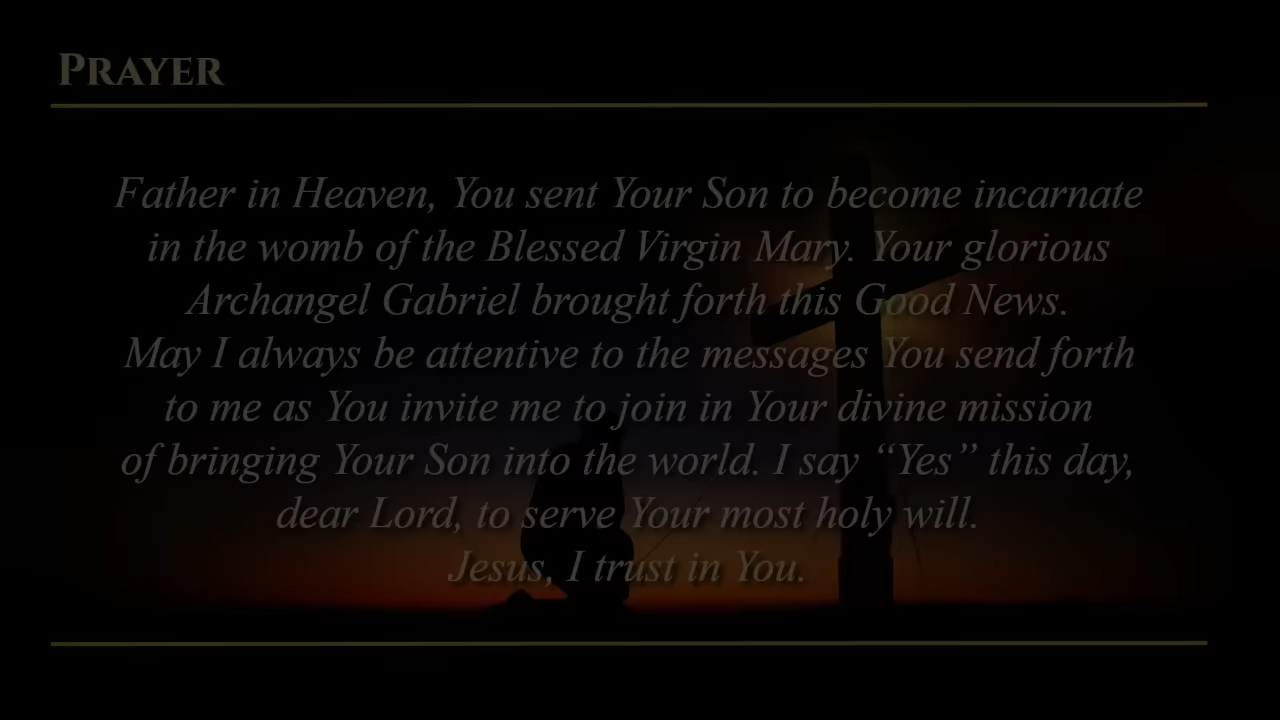 PRAYER
Father in Heaven, You sent Your Son to become incarnate
in the womb of the Blessed Virgin Mary. Your glorious
Archangel Gabriel brought forth this Good News.
May I always be attentive to the messages You send forth
to me as You invite me to join in Your divine mission
of bringing Your Son into the world. I say “Yes” this day,
dear Lord, to serve Your most holy will.
Jesus, I trust in You.